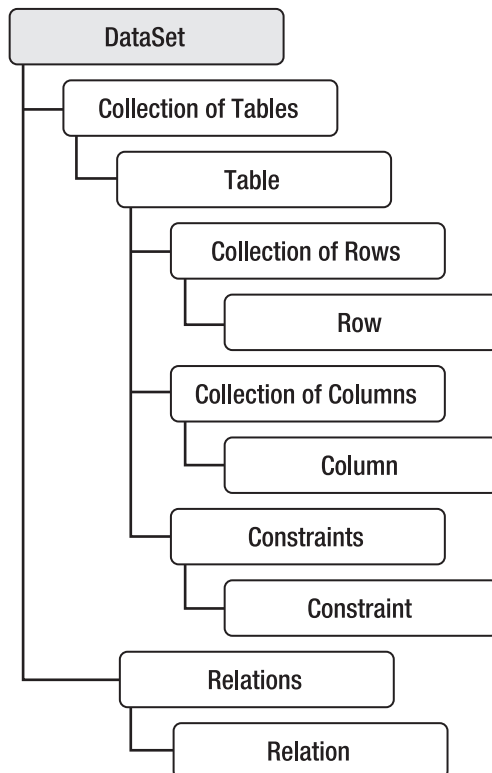 DataSet
Collection of Tables
Table
Collection of Rows
Row
Collection of Columns
Column
Constraints
Constraint
Relations
Relation